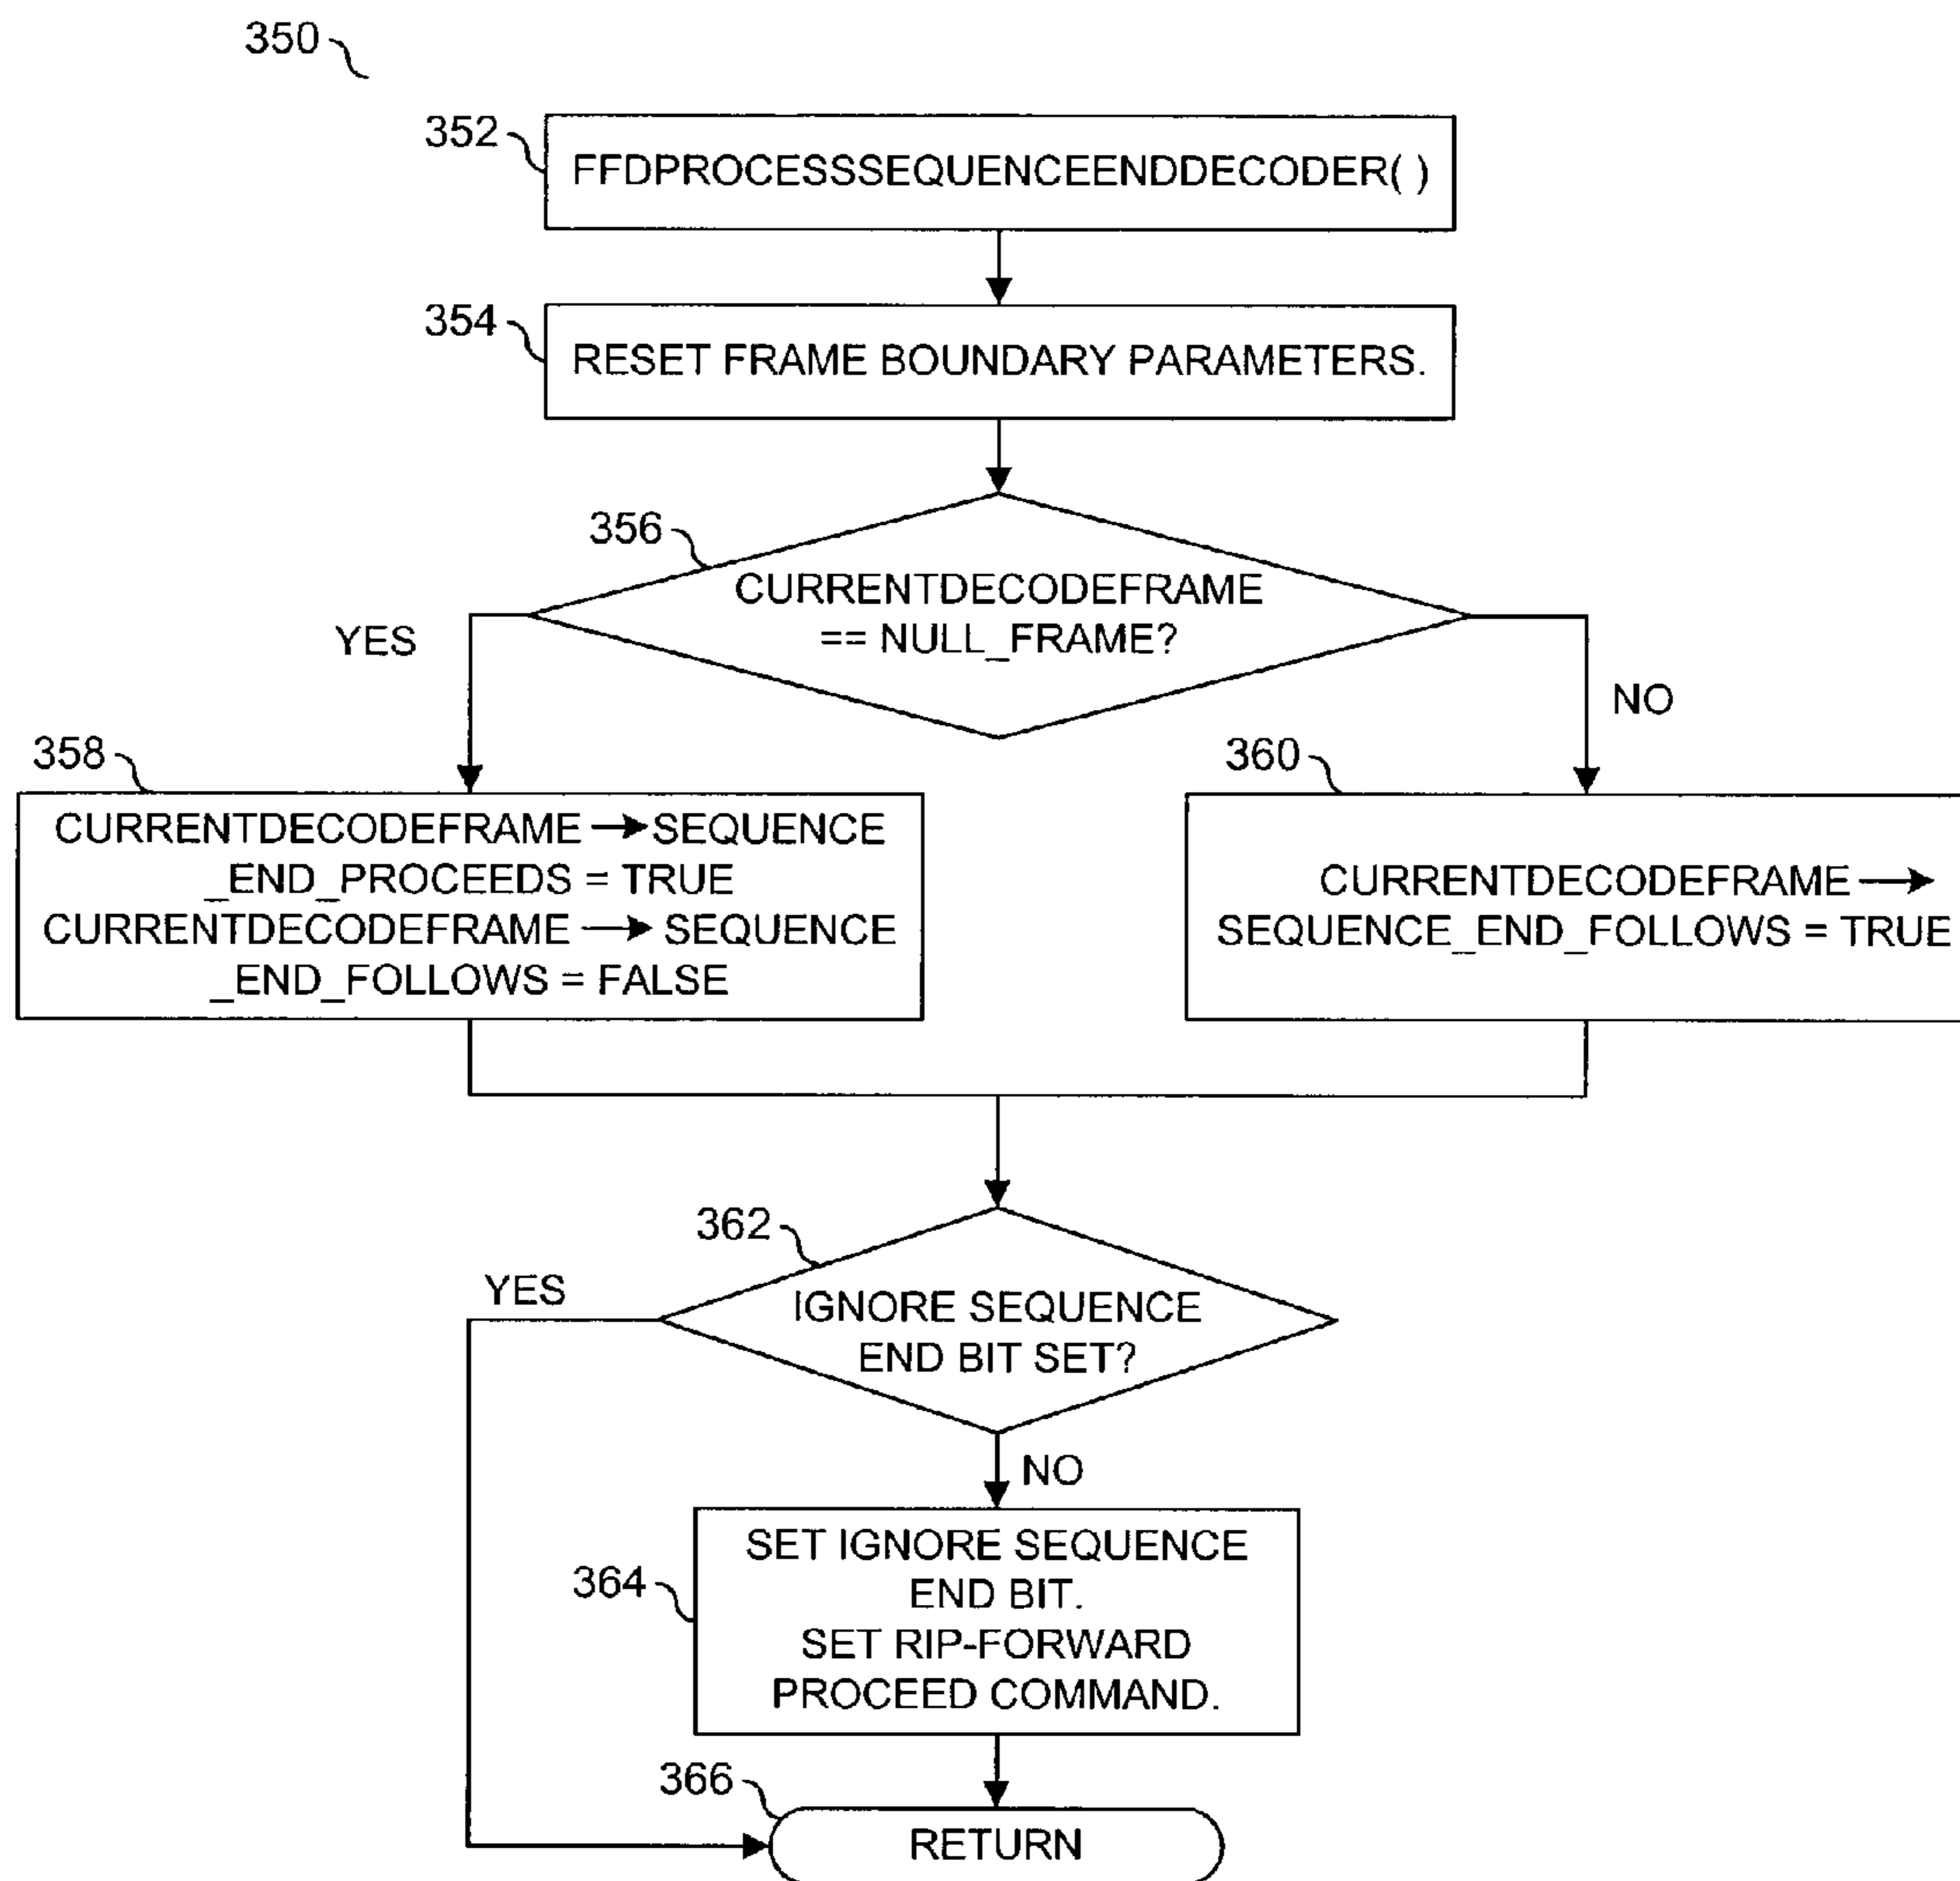 350
352
FFDPROCESSSEQUENCEENDDECODER( )
354
RESET FRAME BOUNDARY PARAMETERS.
356
CURRENTDECODEFRAME
== NULL_FRAME?
YES
NO
358
CURRENTDECODEFRAME → SEQUENCE
_END_PROCEEDS = TRUE
CURRENTDECODEFRAME → SEQUENCE
_END_FOLLOWS = FALSE
360
CURRENTDECODEFRAME →
SEQUENCE_END_FOLLOWS = TRUE
362
IGNORE SEQUENCE
END BIT SET?
YES
NO
364
SET IGNORE SEQUENCE
END BIT.
SET RIP-FORWARD
PROCEED COMMAND.
366
RETURN